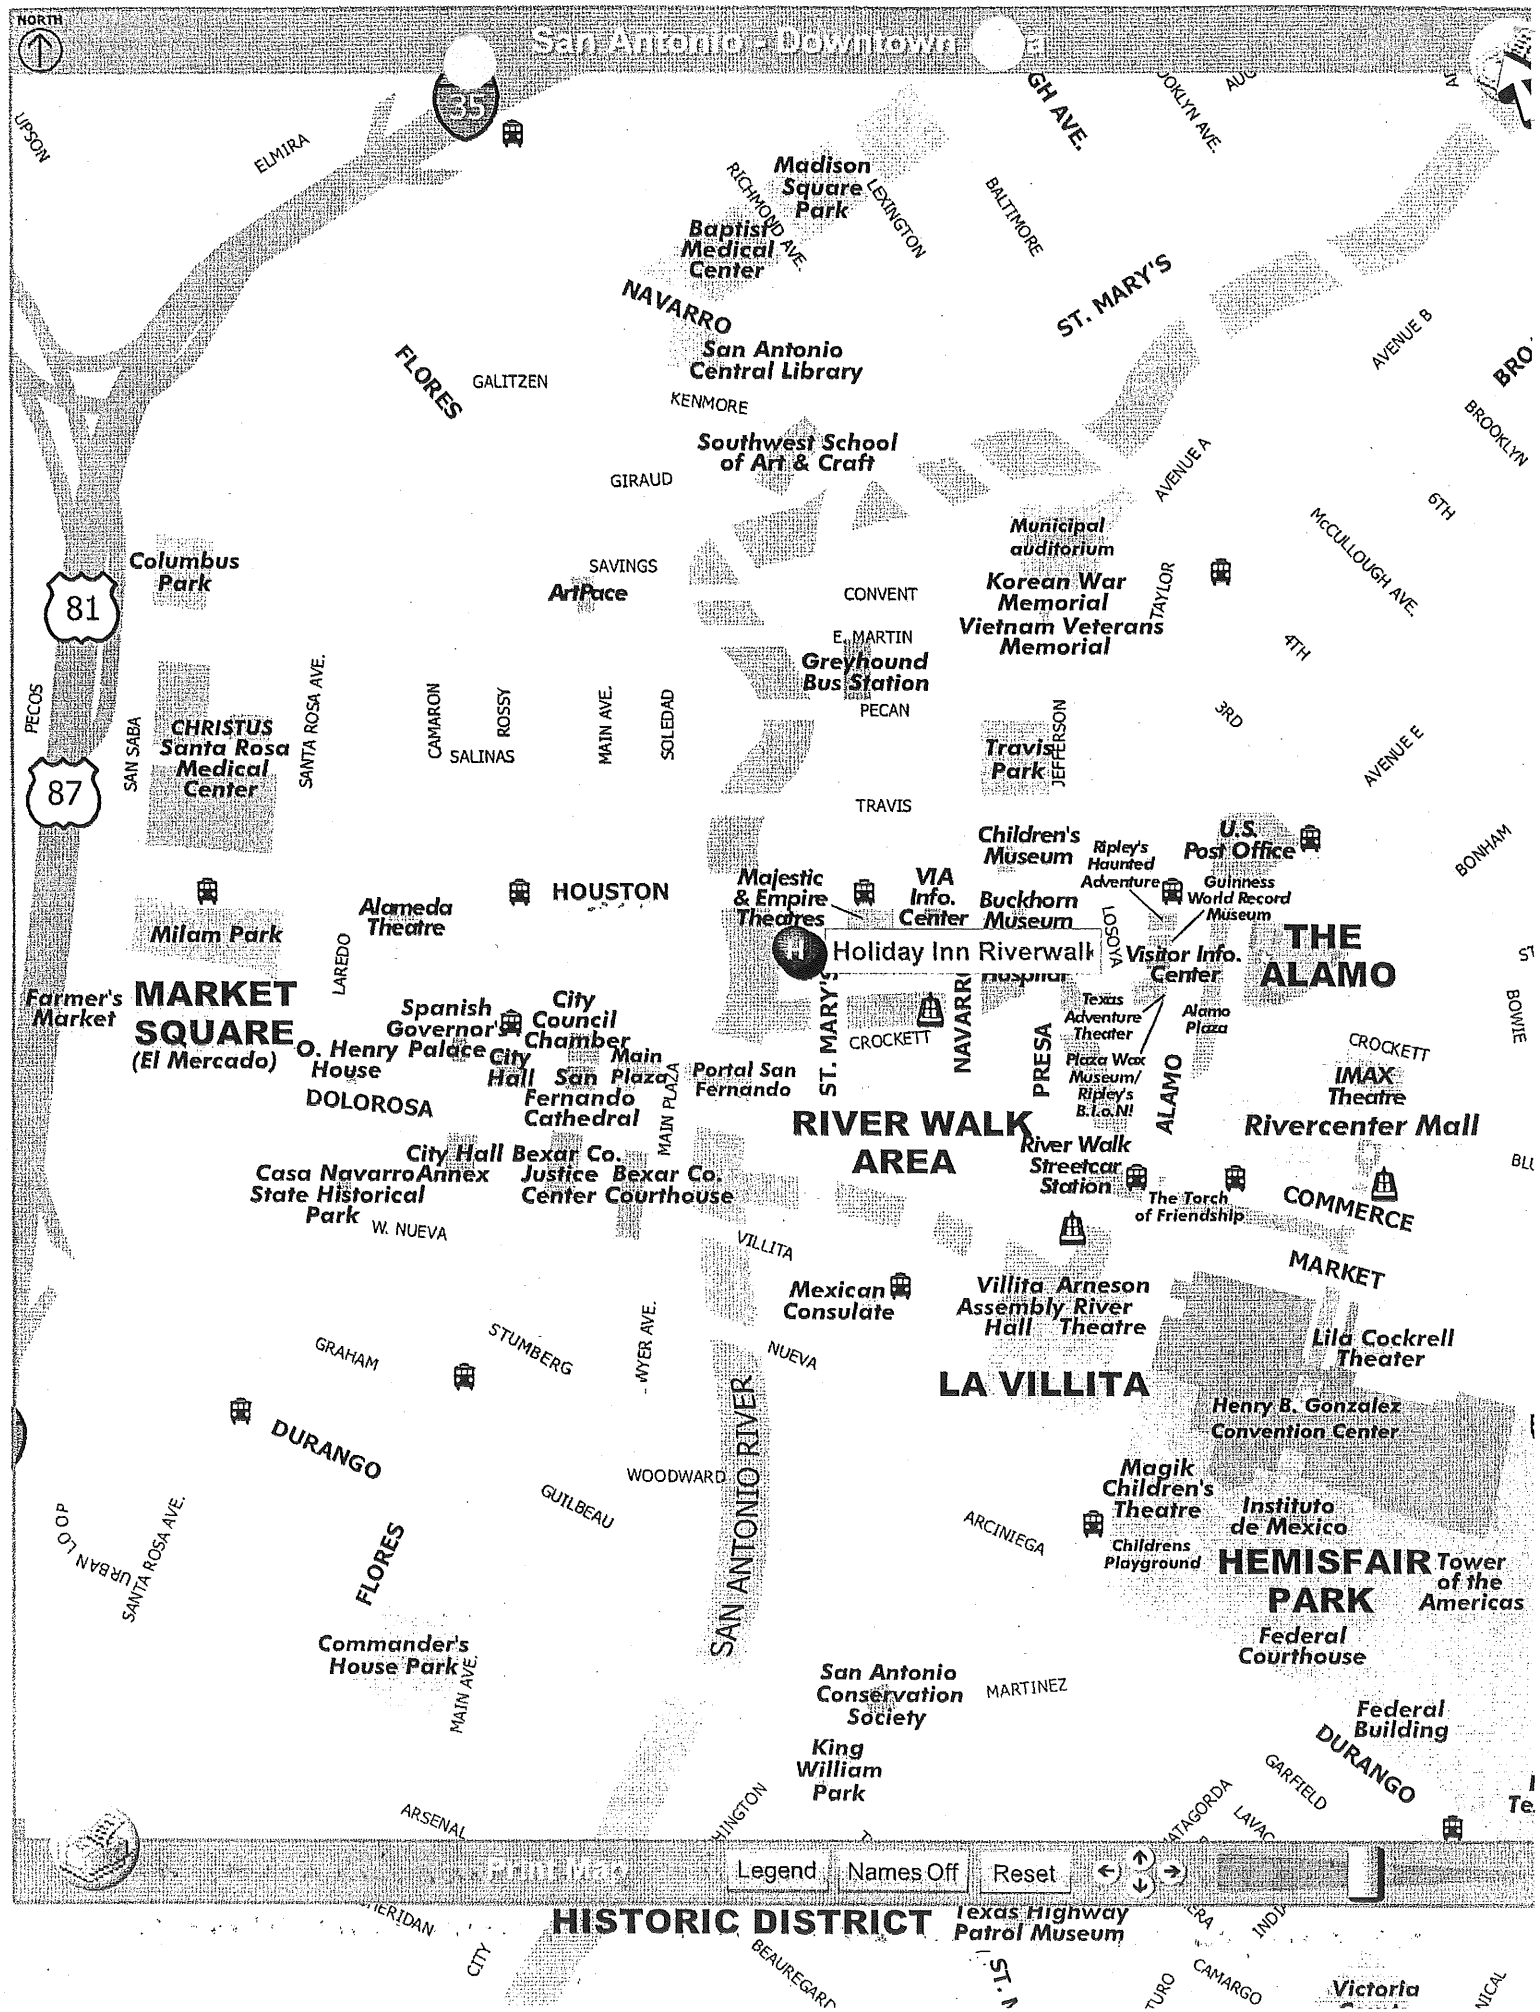 NORTH
San Antonio - Downtown
35
UPSON
ELMIRA
BALTIMORE
RICHMOND AVE.
LEXINGTON
Madison
Square
Park
Baptist
Medical
Center
NAVARRO
ST. MARY'S
AVENUE B
San Antonio
Central Library
FLORES
GALITZEN
KENMORE
BROOKLYN
Southwest School
of Art & Craft
GIRAUD
AVENUE A
6TH
McCULLOUGH AVE.
Municipal
auditorium
Columbus
Park
SAVINGS
ArtPace
CONVENT
Korean War
Memorial
Vietnam Veterans
Memorial
TAYLOR
81
E. MARTIN
4TH
Greyhound
Bus Station
PECAN
PECOS
SAN SABA
SANTA ROSA AVE.
CAMARON
ROSSY
MAIN AVE.
SOLEDAD
SALINAS
JEFFERSON
3RD
AVENUE E
CHRISTUS
Santa Rosa
Medical
Center
Travis
Park
87
TRAVIS
Children's
Museum
Ripley's
Haunted
Adventure
U.S.
Post Office
BONHAM
Majestic
& Empire
Theatres
VIA
Info.
Center
Buckhorn
Museum
Guinness
World Record
Museum
HOUSTON
Alameda
Theatre
Milam Park
LAREDO
LOSOYA
H
Holiday Inn Riverwalk
Hospital
Visitor Info.
Center
THE
ALAMO
Farmer's
Market
MARKET
SQUARE
(El Mercado)
Spanish
Governor's
Palace
City
Council
Chamber
O. Henry
House
City
Hall
San
Fernando
Cathedral
Main
Plaza
MAIN PLAZA
Portal San
Fernando
ST. MARY'S
CROCKETT
NAVARR
PRESA
Texas
Adventure
Theater
Alamo
Plaza
Plaza Wax
Museum/
Ripley's
B.I.o.N!
ALAMO
BOWIE
CROCKETT
IMAX
Theatre
Rivercenter Mall
DOLOROSA
RIVER WALK
AREA
City Hall
Annex
Bexar Co.
Justice
Center
Bexar Co.
Courthouse
Casa Navarro
State Historical
Park
W. NUEVA
River Walk
Streetcar
Station
The Torch
of Friendship
COMMERCE
VILLITA
MARKET
Mexican
Consulate
Villita
Assembly
Hall
Arneson
River
Theatre
Lila Cockrell
Theater
GRAHAM
STUMBERG
WYER AVE.
NUEVA
LA VILLITA
Henry B. Gonzalez
Convention Center
DURANGO
SAN ANTONIO RIVER
WOODWARD
GUILBEAU
Magik
Children's
Theatre
Instituto
de Mexico
ARCINIEGA
Childrens
Playground
HEMISFAIR
PARK
Tower
of the
Americas
URBAN LOOP
SANTA ROSA AVE.
FLORES
Federal
Courthouse
Commander's
House Park
MAIN AVE.
San Antonio
Conservation
Society
MARTINEZ
Federal
Building
DURANGO
King
William
Park
GARFIELD
ARSENAL
Print Map
Legend
Names Off
Reset
HISTORIC DISTRICT
Texas Highway
Patrol Museum
CITY
BEAUREGARD
CAMARGO
Victoria